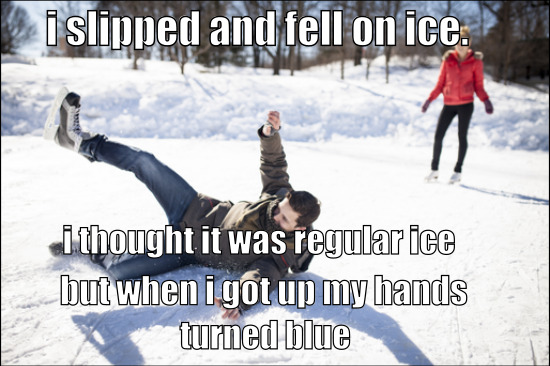 i slipped and fell on ice.
i thought it was regular ice
but when i got up my hands
turned blue